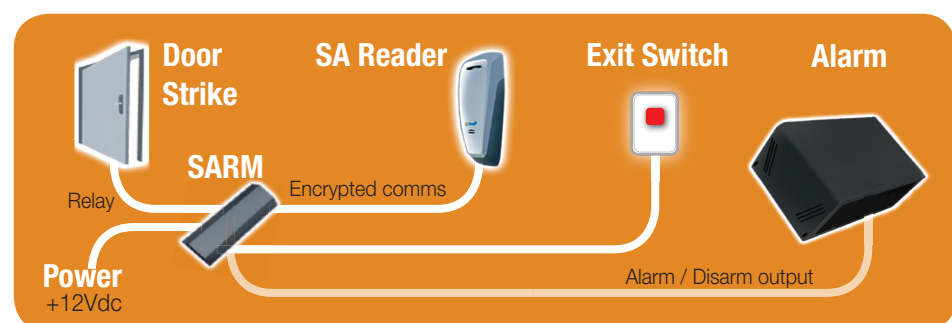 Door
Strike
SA Reader
Exit Switch
Alarm
SARM
Relay
Encrypted comms
Power
+12Vdc
Alarm / Disarm output